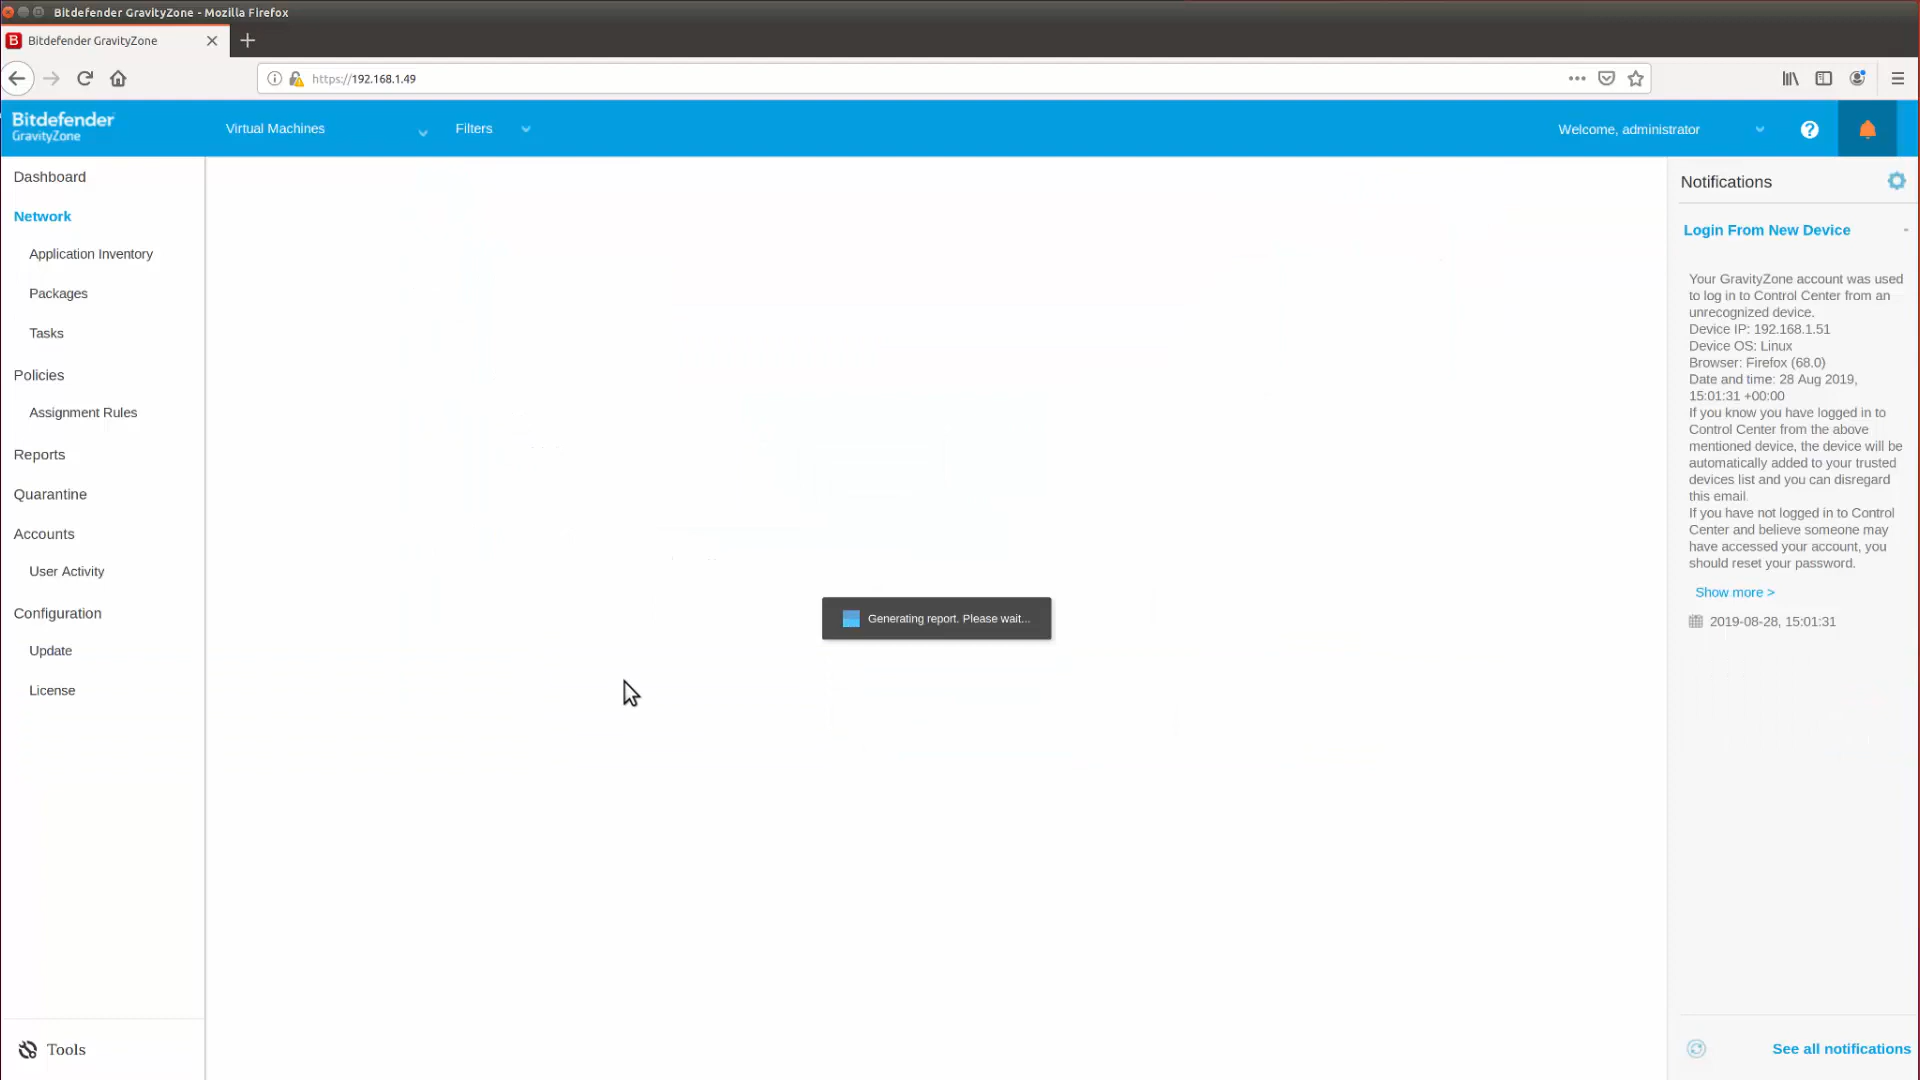 Bitdefender GravityZone - Mozilla Firefox
Bitdefender GravityZone
https://192.168.1.49
Bitdefender
GravityZone
Virtual Machines
Filters
Welcome, administrator
Dashboard
Network
Application Inventory
Packages
Tasks
Policies
Assignment Rules
Reports
Quarantine
Accounts
User Activity
Configuration
Update
License
Tools
Generating report. Please wait...
Notifications
Login From New Device
Your GravityZone account was used
to log in to Control Center from an
unrecognized device.
Device IP: 192.168.1.51
Device OS: Linux
Browser: Firefox (68.0)
Date and time: 28 Aug 2019,
15:01:31 +00:00
If you know you have logged in to
Control Center from the above
mentioned device, the device will be
automatically added to your trusted
devices list and you can disregard
this email.
If you have not logged in to Control
Center and believe someone may
have accessed your account, you
should reset your password.
Show more >
2019-08-28, 15:01:31
See all notifications